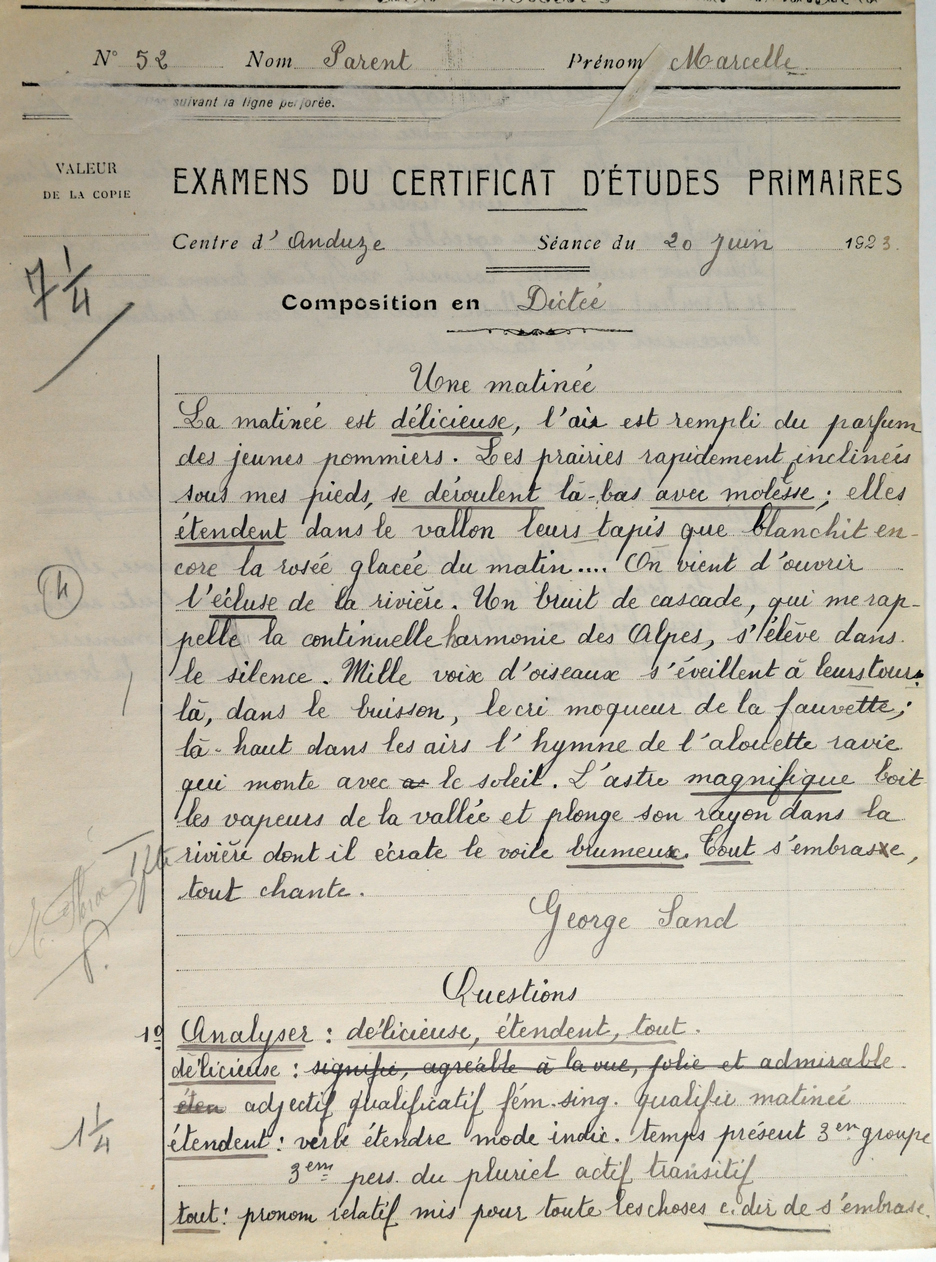 N° 52 Nom Parent Prénom Marcelle
suivant la ligne perforée.
VALEUR
DE LA COPIE
EXAMENS DU CERTIFICAT D'ÉTUDES PRIMAIRES
Centre d' Anduze Séance du 20 Juin 1923.
7 1/4
Composition en Dictée
Une matinée
La matinée est délicieuse, l'air est rempli du parfum
des jeunes pommiers. Les prairies rapidement inclinées
sous mes pieds, se déroulent là-bas avec molesse; elles
étendent dans le vallon leurs tapis que blanchit en-
core la rosée glacée du matin.... On vient d'ouvrir
4
l'écluse de la rivière. Un bruit de cascade, qui me rap-
pelle la continuelle harmonie des Alpes, s'élève dans
le silence. Mille voix d'oiseaux s'éveillent à leurs tour.
là, dans le buisson, le cri moqueur de la fauvette;
là-haut dans les airs l'hymne de l'alouette ravie
qui monte avec le soleil. L'astre magnifique boit
les vapeurs de la vallée et plonge son rayon dans la
rivière dont il écrate le voile brumeux. Tout s'embrase,
tout chante.
George Sand
Questions
1° Analyser : délicieuse, étendent, tout.
délicieuse : signifie, agréable à la vue, jolie et admirable
éten adjectif qualificatif fém. sing. qualifie matinée
1 1/4
étendent : verbe étendre mode indic. temps présent 3em groupe
3em pers. du pluriel actif transitif
tout : pronom relatif mis pour toute les choses c. dir de s'embrase.